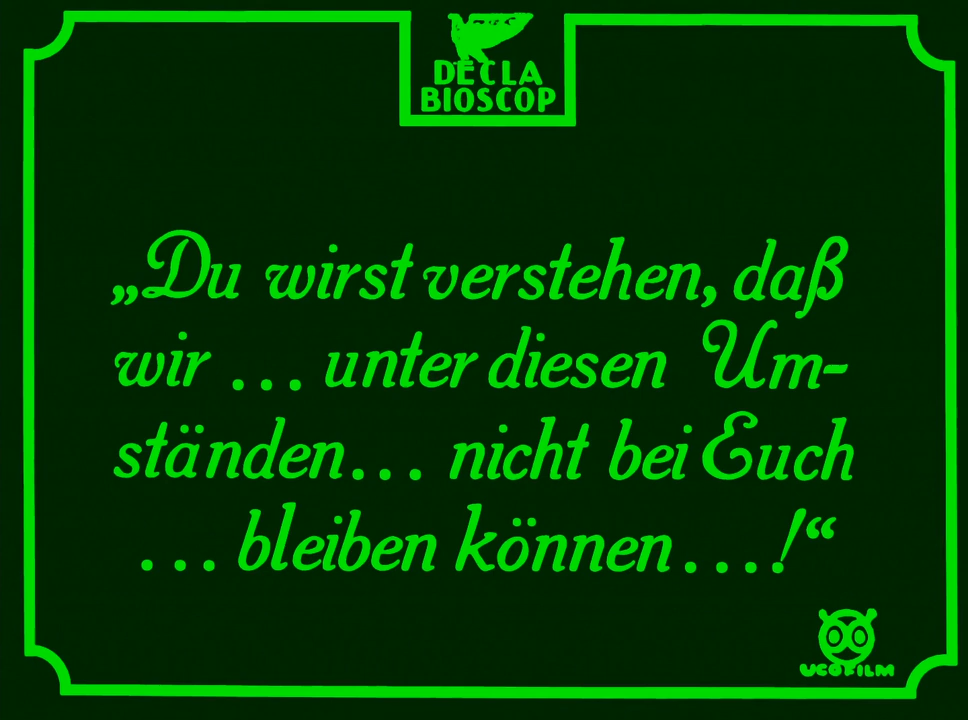 DECLA
BIOSCOP
„Du wirst verstehen, daß
wir ... unter diesen Um-
ständen... nicht bei Euch
... bleiben können....!“
UCOFILM